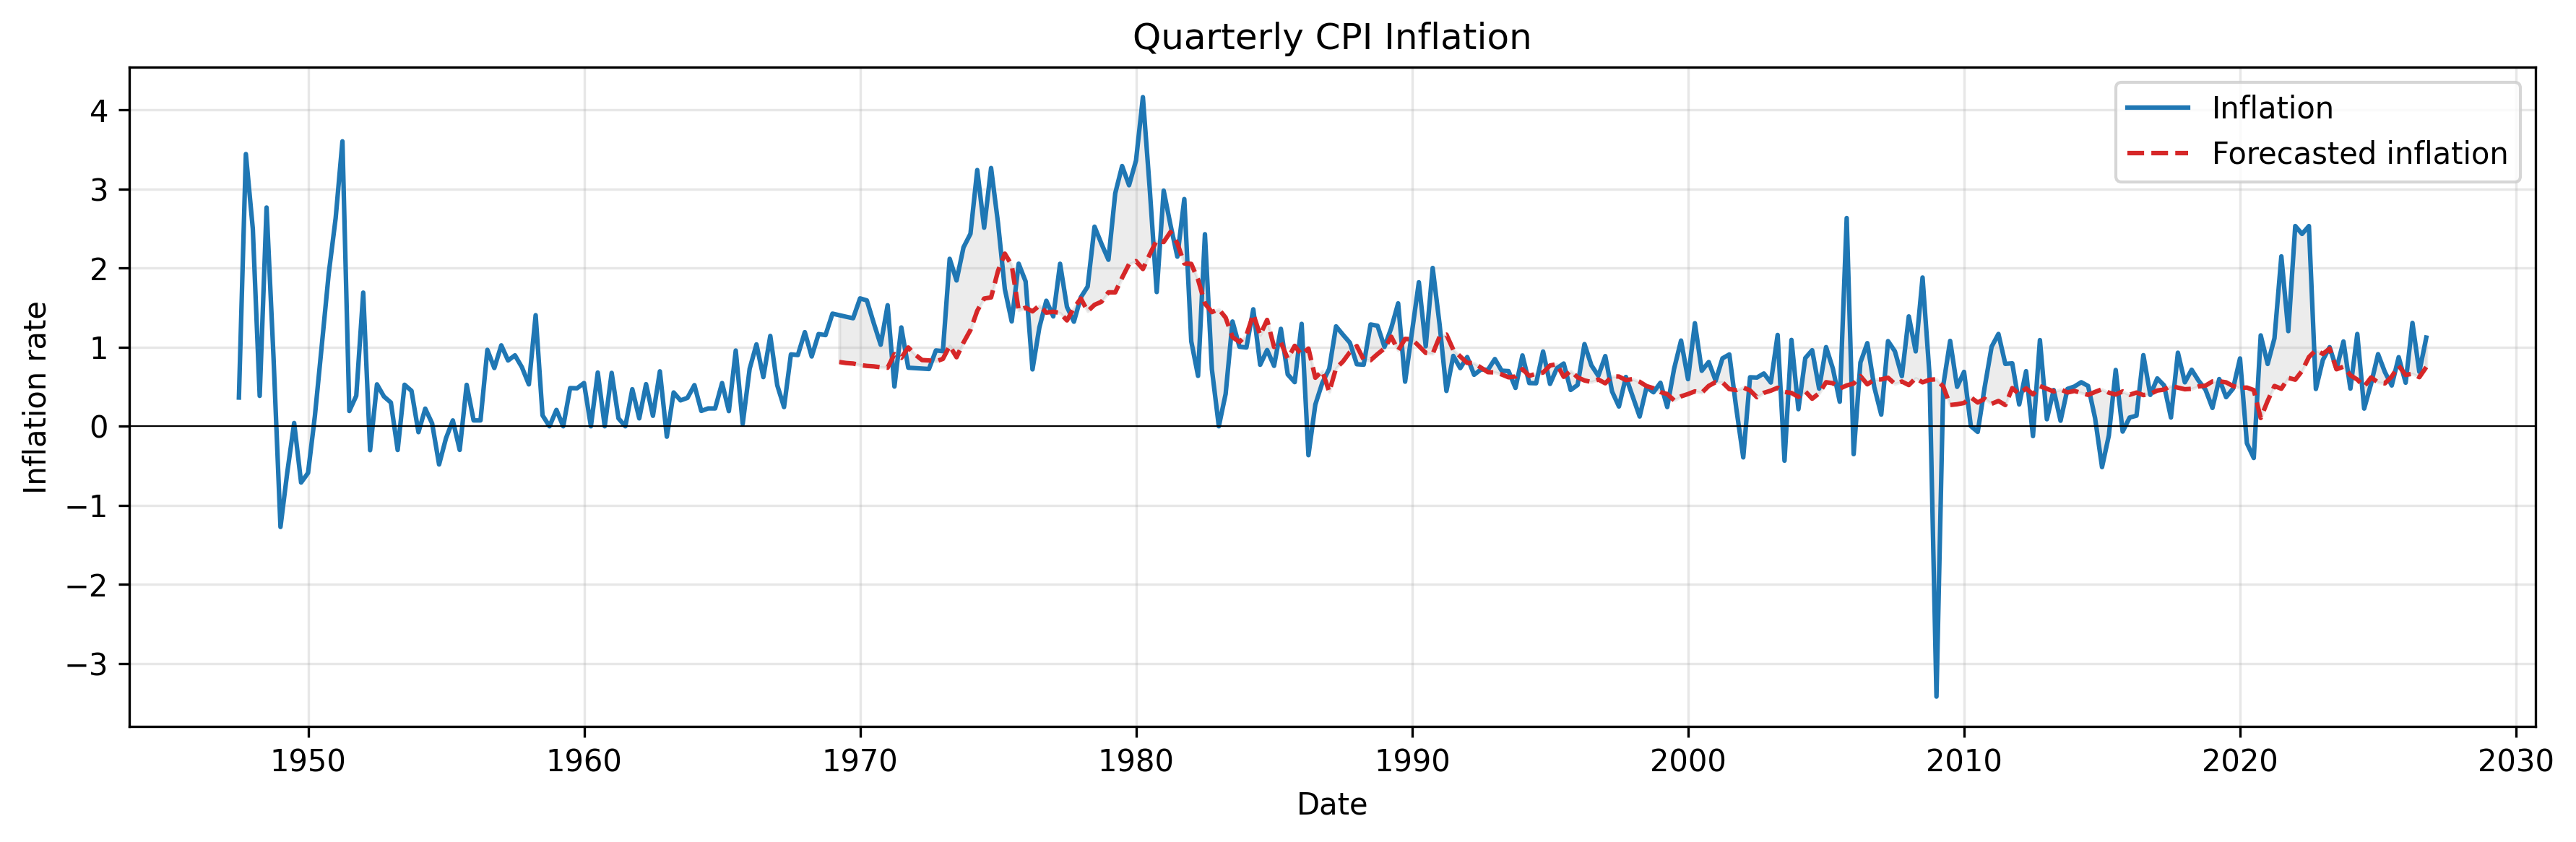 Quarterly CPI Inflation
Inflation
Forecasted inflation
Inflation rate
4
3
2
1
0
−1
−2
−3
1950 1960 1970 1980 1990 2000 2010 2020 2030
Date